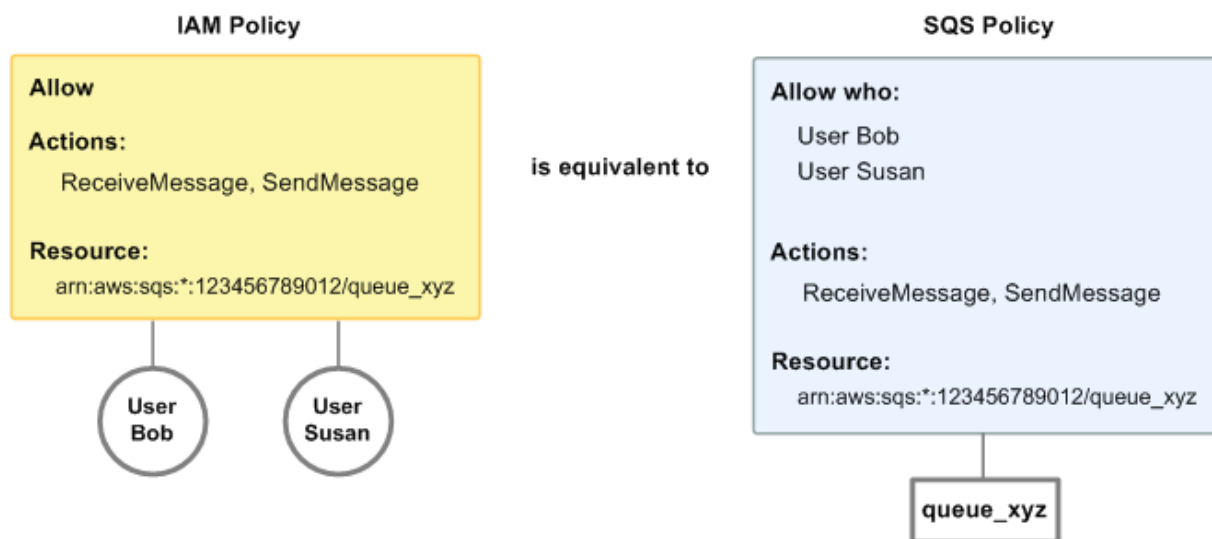 IAM Policy
Allow
Actions:
ReceiveMessage, SendMessage
Resource:
arn:aws:sqs:*:123456789012/queue_xyz
User
Bob
User
Susan
is equivalent to
SQS Policy
Allow who:
User Bob
User Susan
Actions:
ReceiveMessage, SendMessage
Resource:
arn:aws:sqs:*:123456789012/queue_xyz
queue_xyz